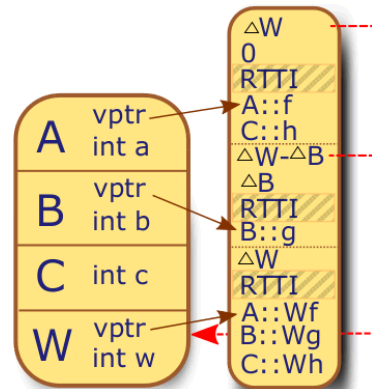 A
vptr
int a
B
vptr
int b
C
int c
W
vptr
int w
△W
0
RTTI
A::f
C::h
△W-△B
△B
RTTI
B::g
△W
RTTI
A::Wf
B::Wg
C::Wh